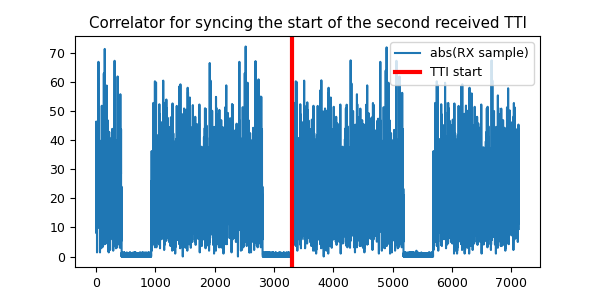 Correlator for syncing the start of the second received TTI
abs(RX sample)
TTI start
70
60
50
40
30
20
10
0
0 1000 2000 3000 4000 5000 6000 7000